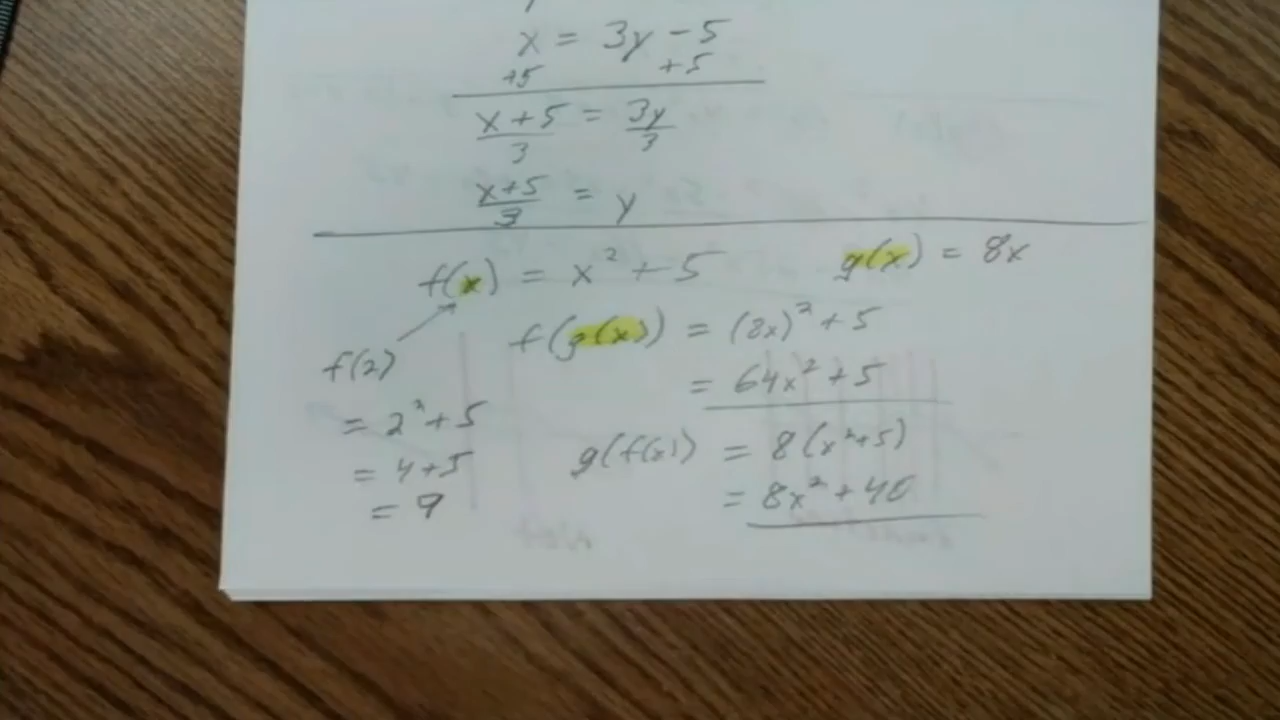 x = 3y - 5
+5 +5
x + 5 = 3y
3 3
x+5 = y
3
f(x) = x² + 5 g(x) = 8x
f(g(x)) = (8x)² + 5
f(2) = 64x² + 5
= 2² + 5
g(f(x)) = 8(x²+5)
= 4 + 5
= 8x² + 40
= 9